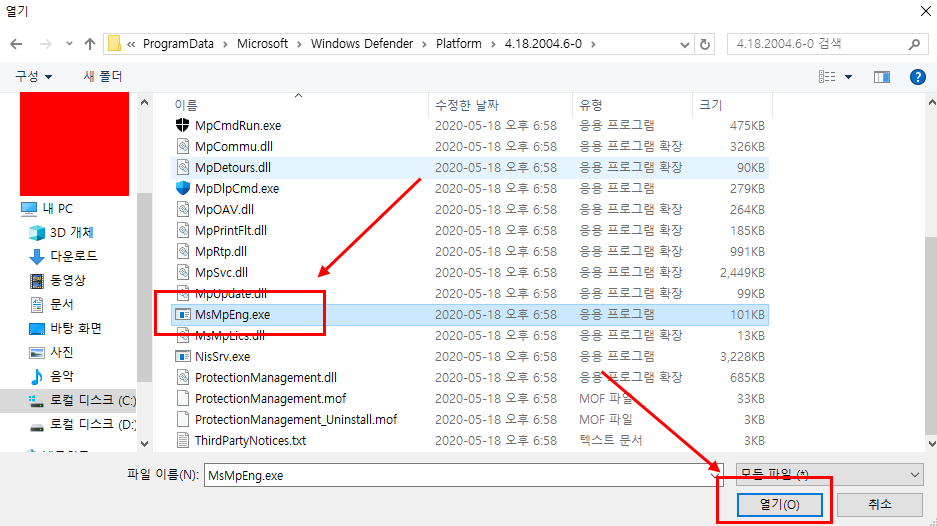 열기
« ProgramData › Microsoft › Windows Defender › Platform › 4.18.2004.6-0 ›
4.18.2004.6-0 검색
구성 새 폴더
이름 수정한 날짜 유형 크기
MpCmdRun.exe 2020-05-18 오후 6:58 응용 프로그램 475KB
MpCommu.dll 2020-05-18 오후 6:58 응용 프로그램 확장 326KB
MpDetours.dll 2020-05-18 오후 6:58 응용 프로그램 확장 90KB
MpDlpCmd.exe 2020-05-18 오후 6:58 응용 프로그램 279KB
MpOAV.dll 2020-05-18 오후 6:58 응용 프로그램 확장 264KB
MpPrintFlt.dll 2020-05-18 오후 6:58 응용 프로그램 확장 185KB
MpRtp.dll 2020-05-18 오후 6:58 응용 프로그램 확장 991KB
MpSvc.dll 2020-05-18 오후 6:58 응용 프로그램 확장 2,449KB
MpUpdate.dll 2020-05-18 오후 6:58 응용 프로그램 확장 99KB
MsMpEng.exe 2020-05-18 오후 6:58 응용 프로그램 101KB
MsMpLics.dll 2020-05-18 오후 6:58 응용 프로그램 확장 13KB
NisSrv.exe 2020-05-18 오후 6:58 응용 프로그램 3,228KB
ProtectionManagement.dll 2020-05-18 오후 6:58 응용 프로그램 확장 685KB
ProtectionManagement.mof 2020-05-18 오후 6:58 MOF 파일 33KB
ProtectionManagement_Uninstall.mof 2020-05-18 오후 6:58 MOF 파일 3KB
ThirdPartyNotices.txt 2020-05-18 오후 6:58 텍스트 문서 3KB
내 PC
3D 개체
다운로드
동영상
문서
바탕 화면
사진
음악
로컬 디스크 (C:)
로컬 디스크 (D:)
파일 이름(N): MsMpEng.exe
모든 파일 (*)
열기(O) 취소